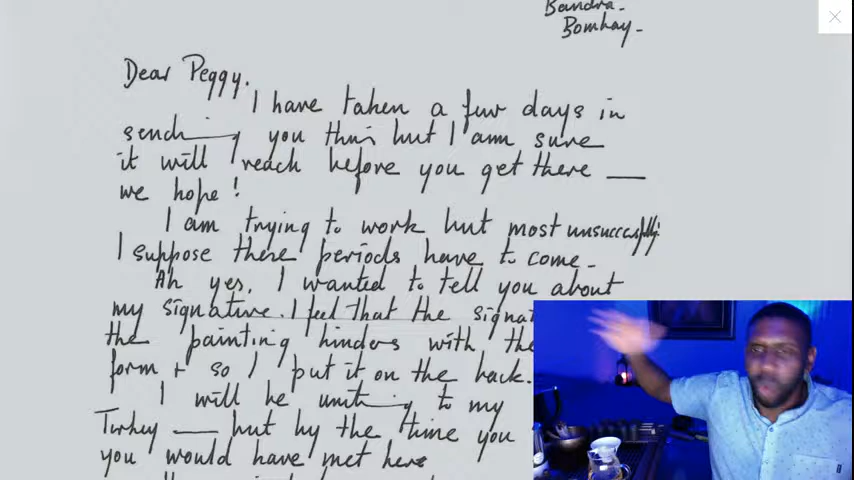 Bandra.
Bombay.
Dear Peggy.
I have taken a few days in
sending you this but I am sure
it will reach before you get there —
we hope!
I am trying to work but most unsuccessfully.
I suppose these periods have to come.
Ah yes, I wanted to tell you about
my signature. I feel that the
the painting hinders with the
form + so I put it on the back.
I will be writing to my
Turkey — but by the time you
you would have met here